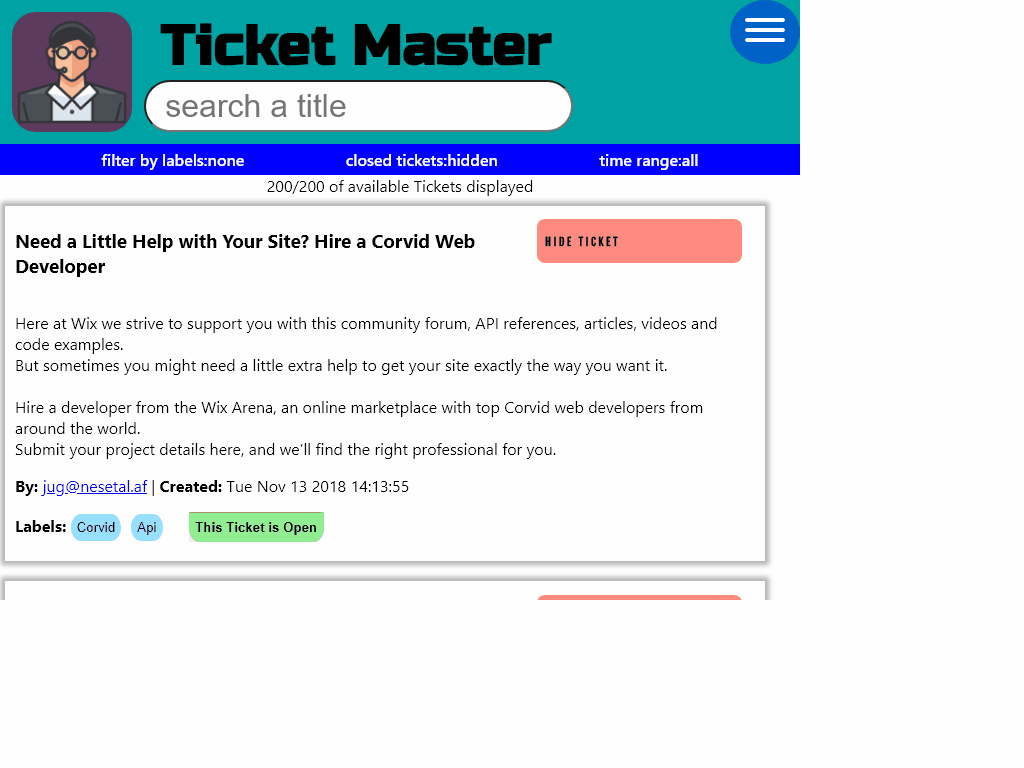 Ticket Master
search a title
filter by labels:none closed tickets:hidden time range:all
200/200 of available Tickets displayed
Need a Little Help with Your Site? Hire a Corvid Web
Developer
HIDE TICKET
Here at Wix we strive to support you with this community forum, API references, articles, videos and
code examples.
But sometimes you might need a little extra help to get your site exactly the way you want it.
Hire a developer from the Wix Arena, an online marketplace with top Corvid web developers from
around the world.
Submit your project details here, and we’ll find the right professional for you.
By: jug@nesetal.af | Created: Tue Nov 13 2018 14:13:55
Labels: Corvid Api This Ticket is Open